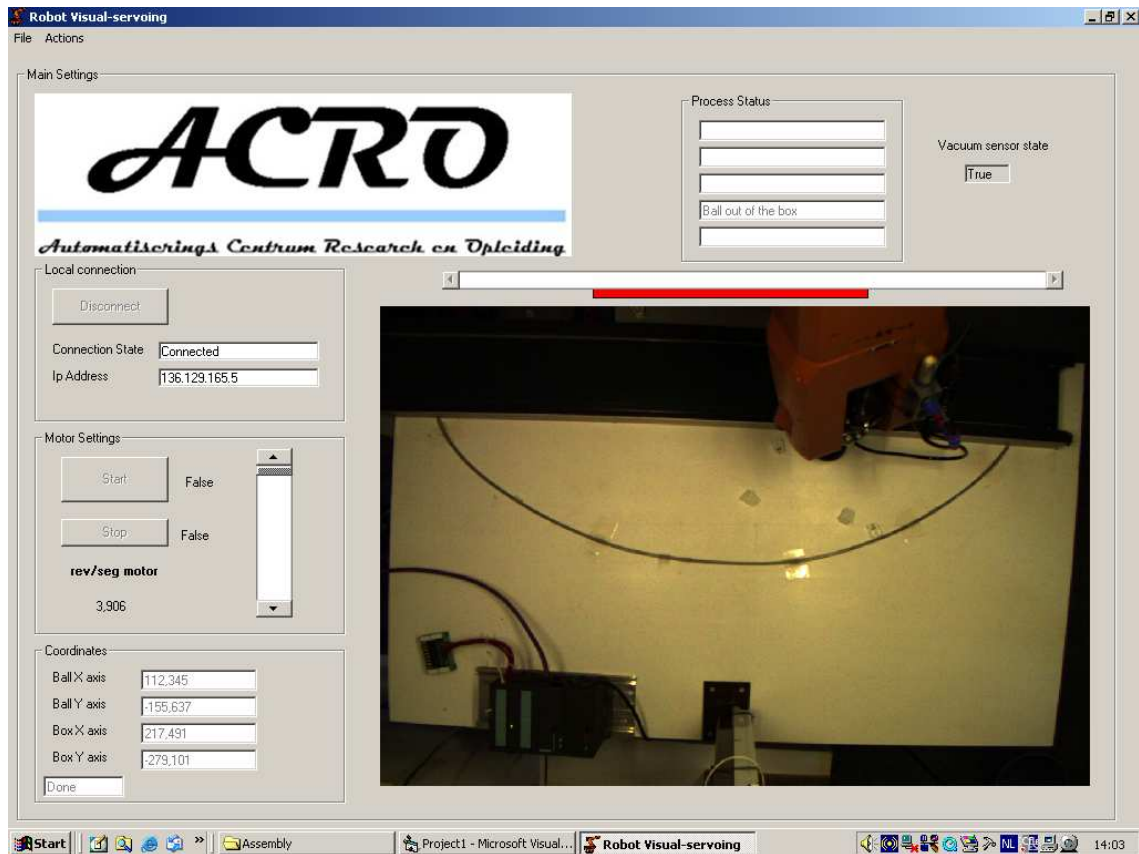 Robot Visual-servoing
File Actions
Main Settings
ACRO
Automatiserings Centrum Research en Opleiding
Process Status
Ball out of the box
Vacuum sensor state
True
Local connection
Disconnect
Connection State Connected
Ip Address 136.129.165.5
Motor Settings
Start False
Stop False
rev/seg motor
3,906
Coordinates
Ball X axis 112,345
Ball Y axis -155,637
Box X axis 217,491
Box Y axis -279,101
Done
Start » Assembly Project1 - Microsoft Visual... Robot Visual-servoing NL 14:03